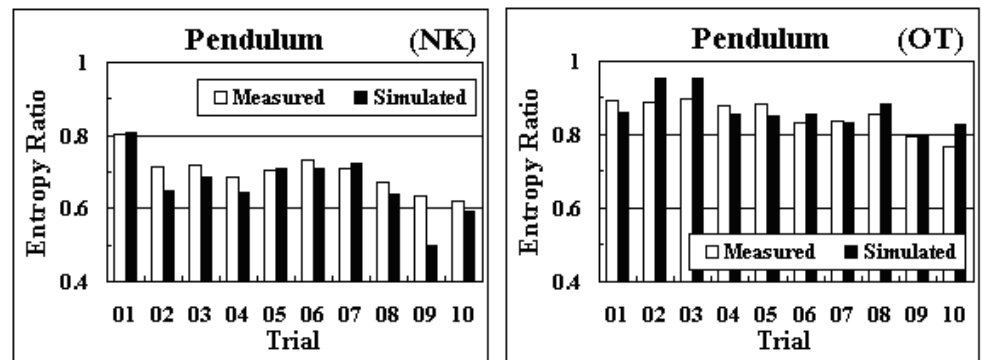 Pendulum (NK)
1
Measured Simulated
0.8
0.6
0.4
Entropy Ratio
01 02 03 04 05 06 07 08 09 10
Trial
Pendulum (OT)
1
0.8
0.6
Measured Simulated
0.4
Entropy Ratio
01 02 03 04 05 06 07 08 09 10
Trial